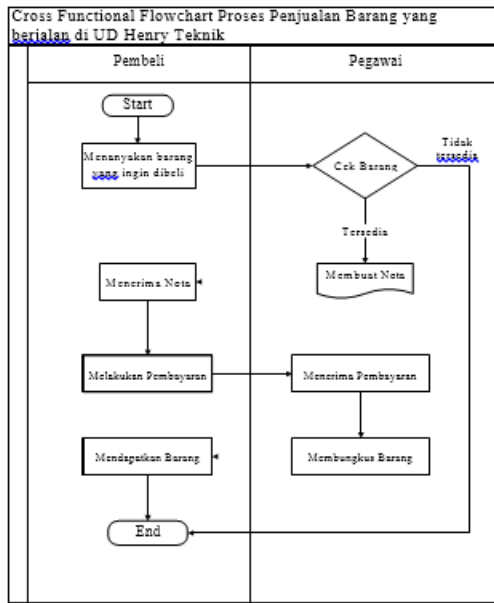 Cross Functional Flowchart Proses Penjualan Barang yang
berjalan di UD Henry Teknik
Pembeli
Pegawai
Start
Menanyakan barang
yang ingin dibeli
Cek Barang
Tidak
tersedia
Tersedia
Menerima Nota
Membuat Nota
Melakukan Pembayaran
Menerima Pembayaran
Mendapatkan Barang
Membungkus Barang
End